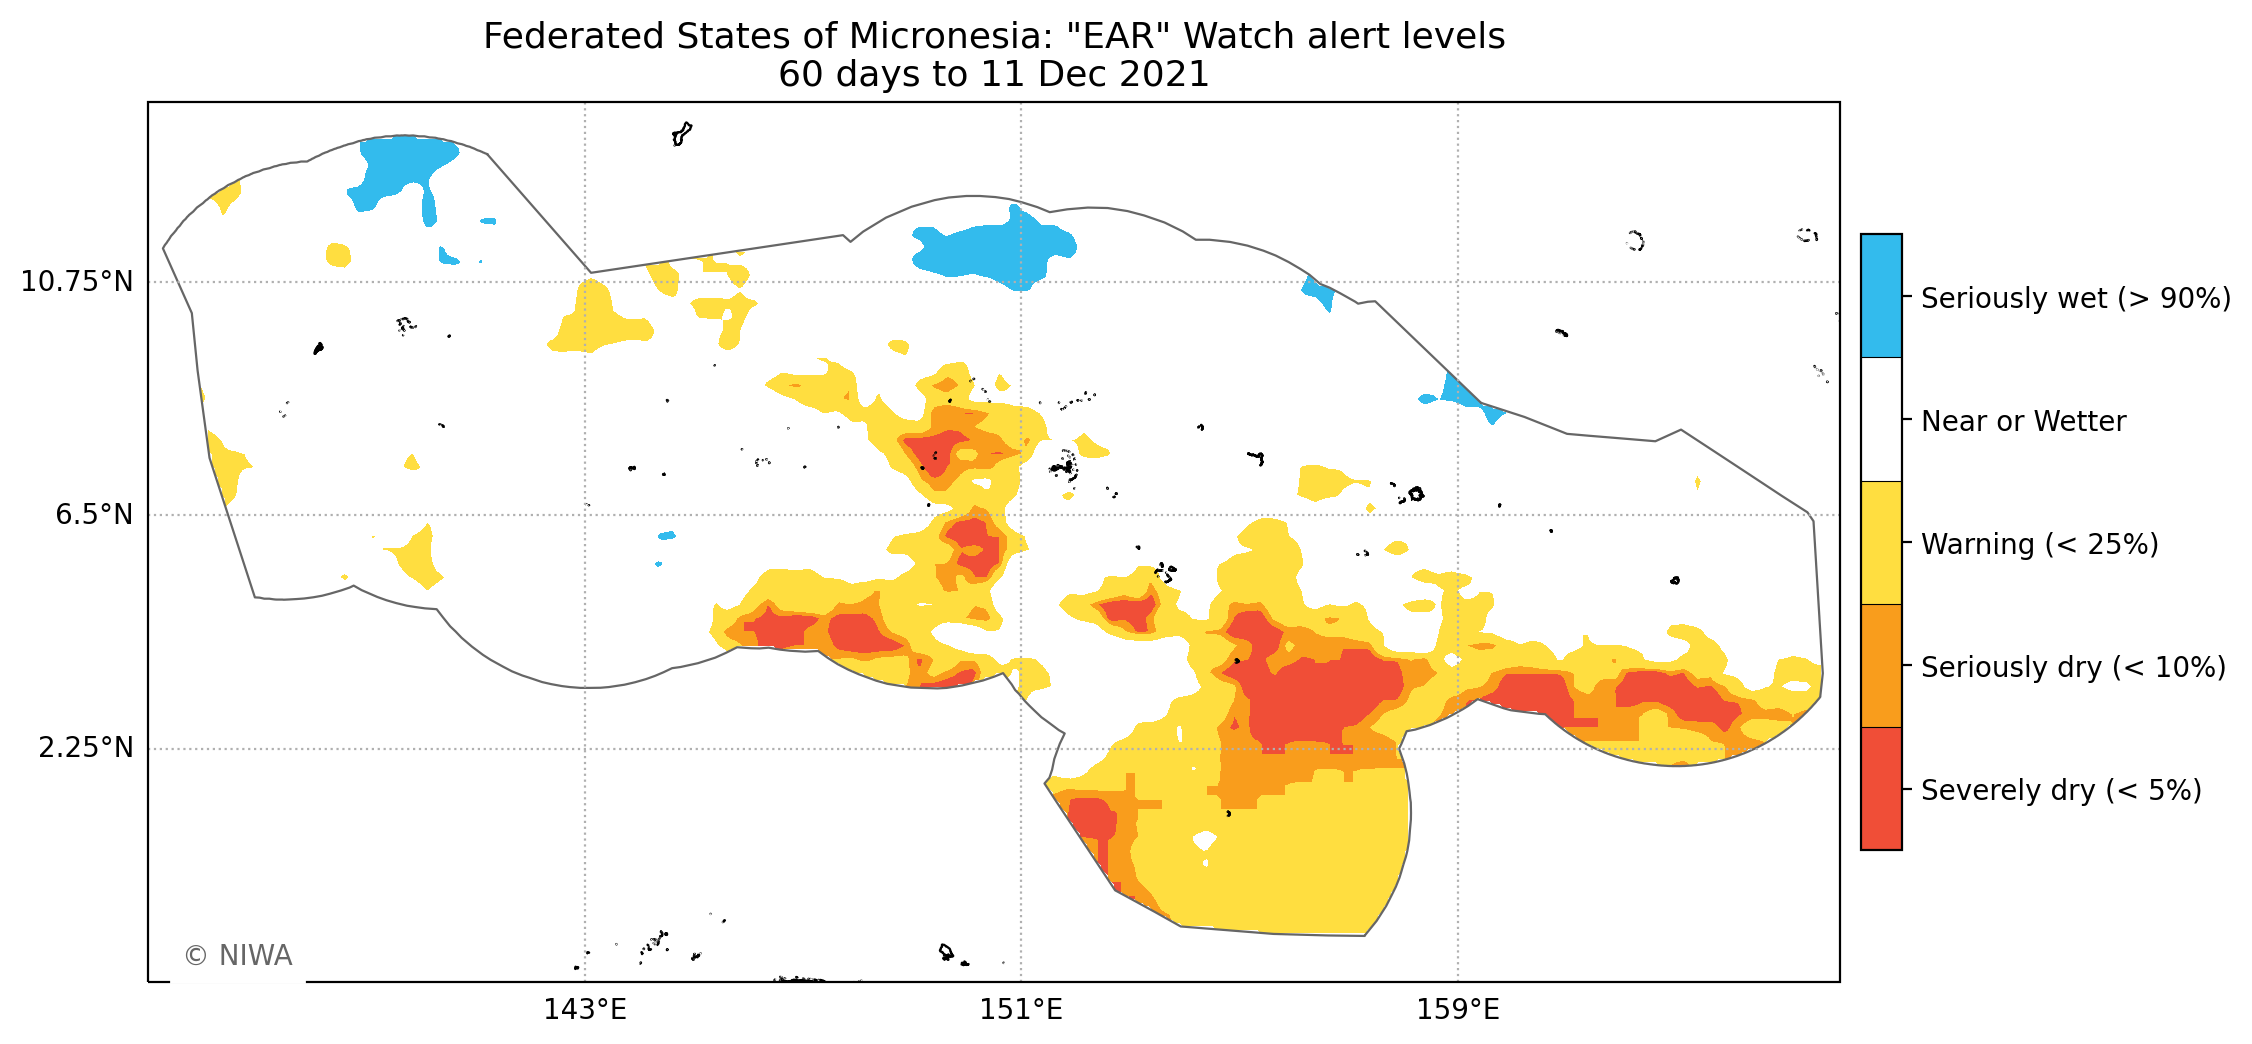 Federated States of Micronesia: "EAR" Watch alert levels
60 days to 11 Dec 2021
10.75°N
6.5°N
2.25°N
143°E
151°E
159°E
Seriously wet (> 90%)
Near or Wetter
Warning (< 25%)
Seriously dry (< 10%)
Severely dry (< 5%)
© NIWA